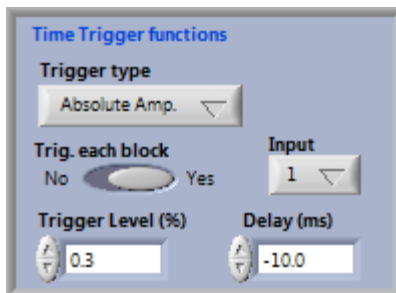 Time Trigger functions
Trigger type
Absolute Amp.
Trig. each block
No Yes
Input
1
Trigger Level (%) Delay (ms)
0.3 -10.0